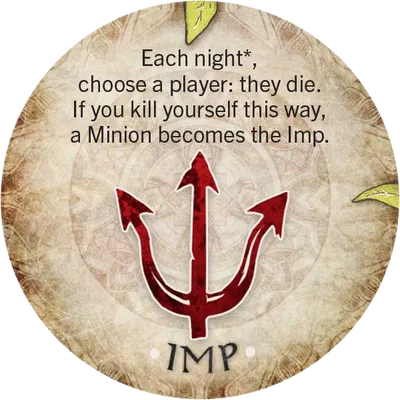 Each night*,
choose a player: they die.
If you kill yourself this way,
a Minion becomes the Imp.
IMP